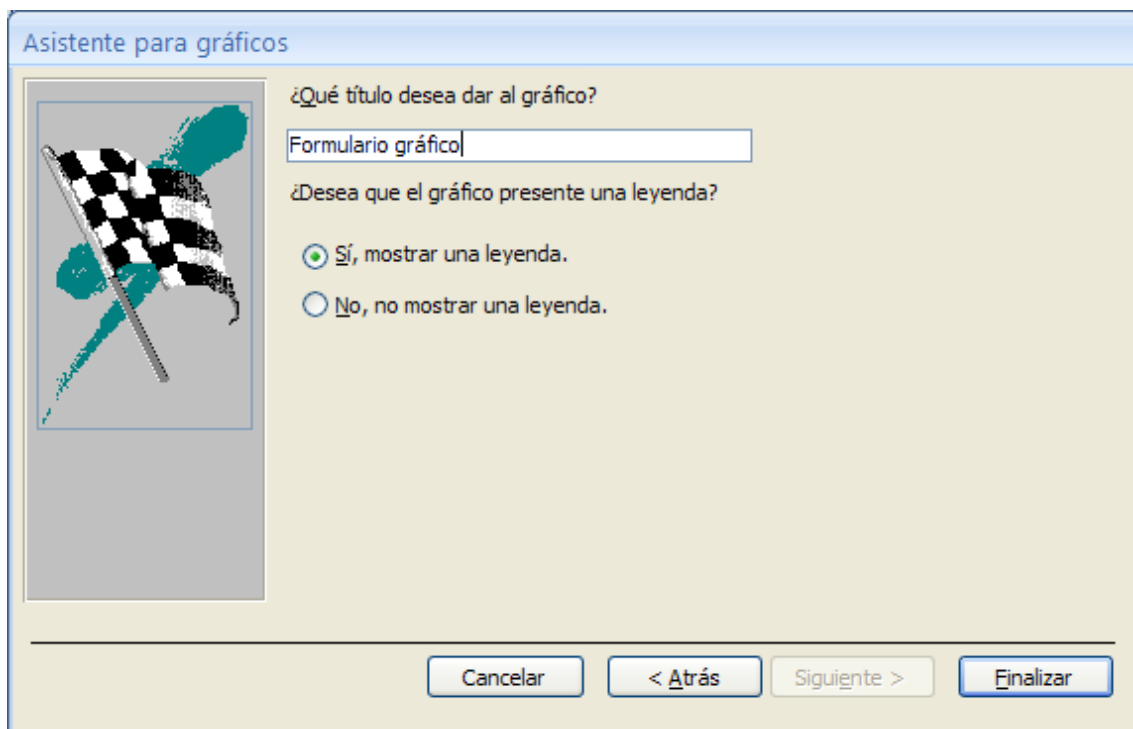 Asistente para gráficos
¿Qué título desea dar al gráfico?
Formulario gráfico
¿Desea que el gráfico presente una leyenda?
Sí, mostrar una leyenda.
No, no mostrar una leyenda.
Cancelar
< Atrás
Siguiente >
Finalizar